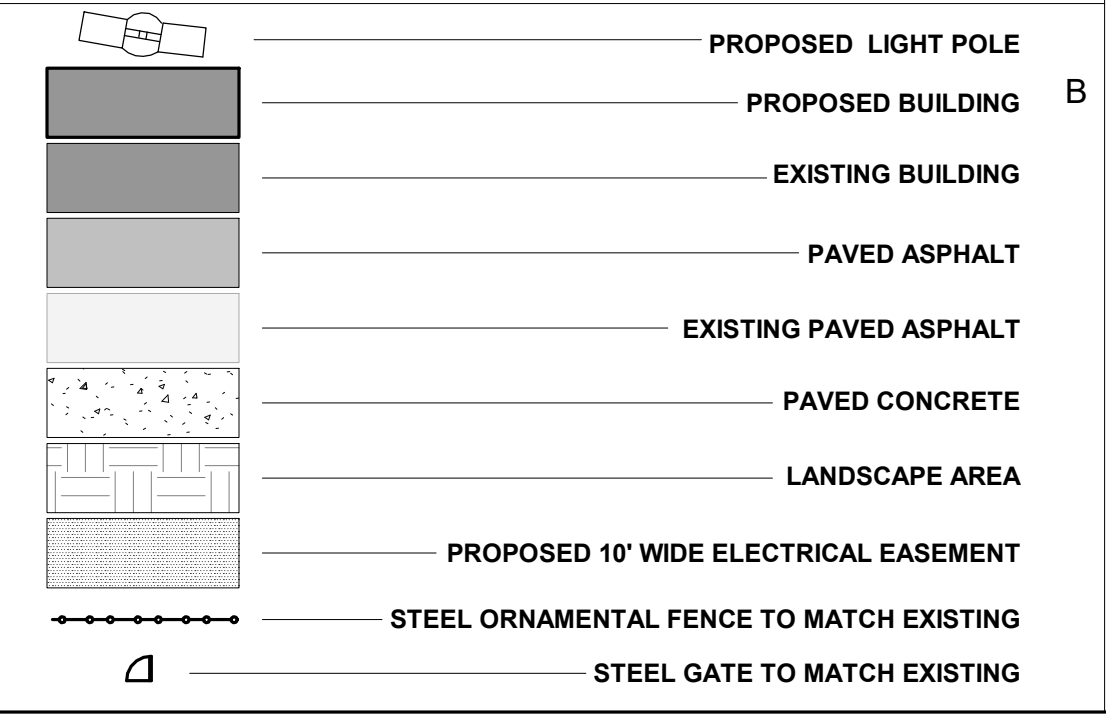 PROPOSED LIGHT POLE
PROPOSED BUILDING
B
EXISTING BUILDING
PAVED ASPHALT
EXISTING PAVED ASPHALT
PAVED CONCRETE
LANDSCAPE AREA
PROPOSED 10' WIDE ELECTRICAL EASEMENT
STEEL ORNAMENTAL FENCE TO MATCH EXISTING
STEEL GATE TO MATCH EXISTING